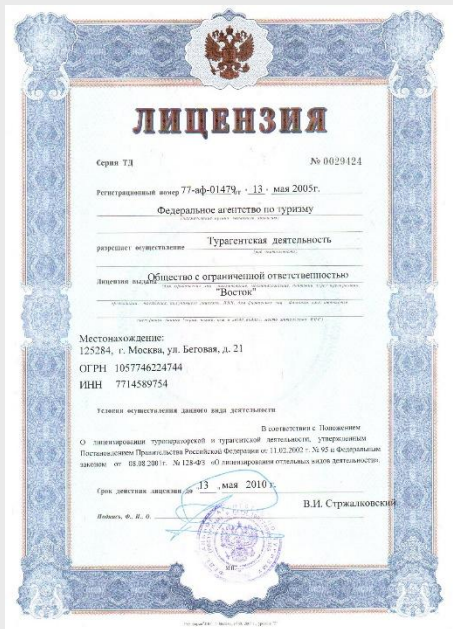 ЛИЦЕНЗИЯ
Серия ТД № 0029424
Регистрационный номер 77-аф-01479 от · 13 · мая 2005г.
Федеральное агентство по туризму
разрешает осуществление Турагентская деятельность
Лицензия выдана Общество с ограниченной ответственностью
"Восток"
Местонахождение:
125284, г. Москва, ул. Беговая, д. 21
ОГРН 1057746224744
ИНН 7714589754
Условия осуществления данного вида деятельности
В соответствии с Положением
О лицензировании туроператорской и турагентской деятельности, утвержденным
Постановлением Правительства Российской Федерации от 11.02.2002 г. № 95 и Федеральным
законом от 08.08.2001г. № 128-ФЗ «О лицензировании отдельных видов деятельности».
Срок действия лицензии до 13 , мая 2010 г.
В.И. Стржалковский
Подпись, Ф., И., О.
М.П.